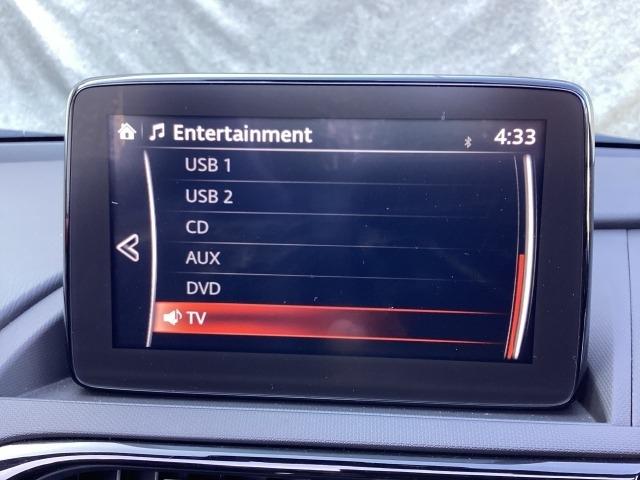 Entertainment 4:33
USB 1
USB 2
CD
AUX
DVD
TV